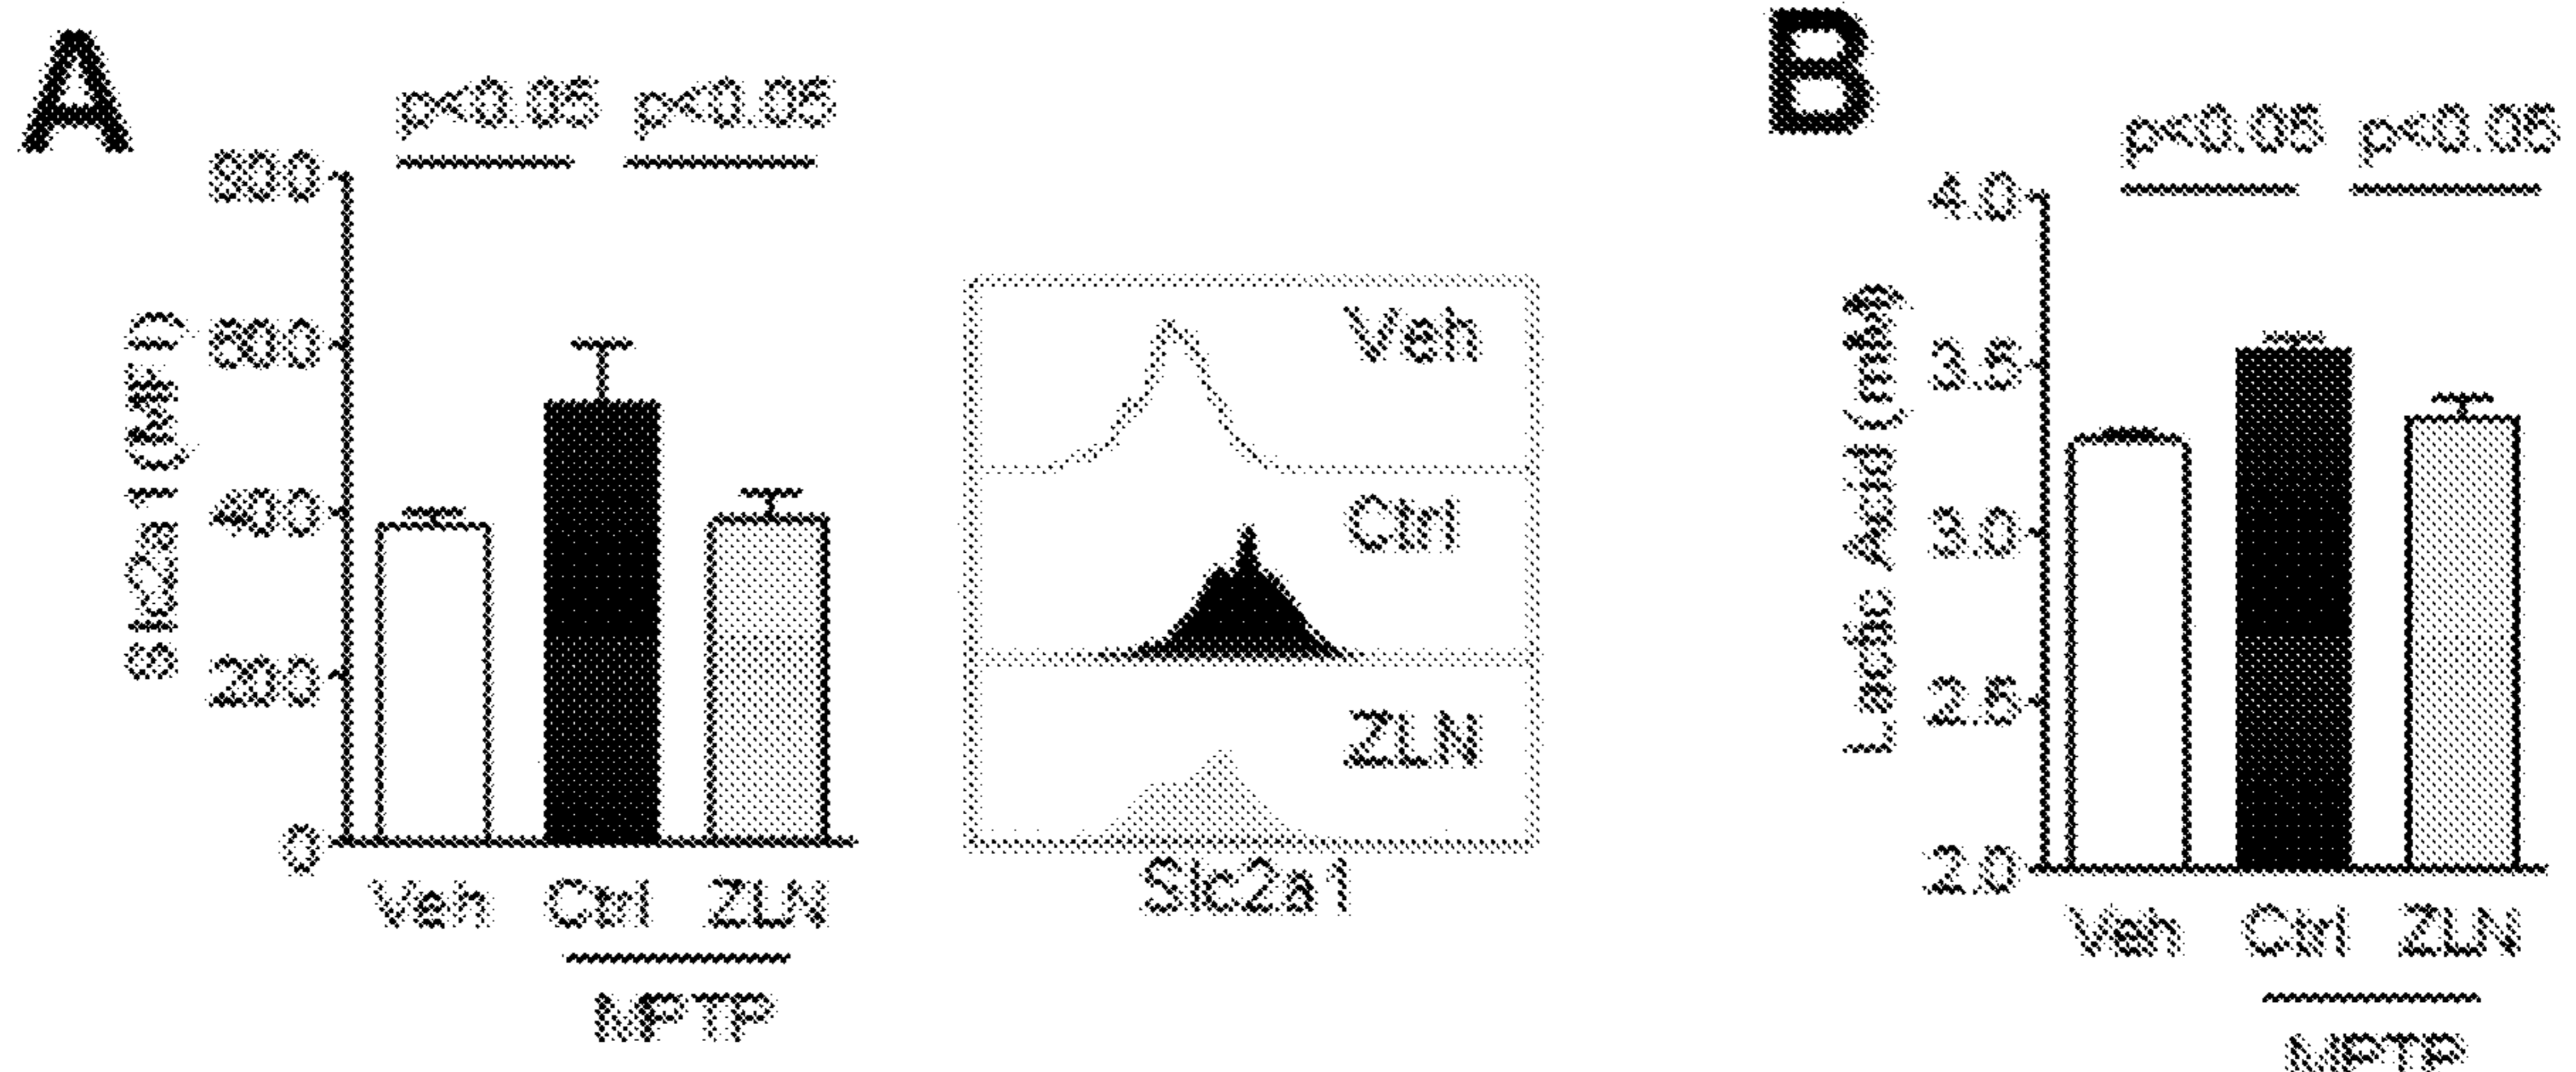 A
p<0.05 p<0.05
800
600
400
200
0
Slc2a1 (MFI)
Veh Ctrl ZLN
MPTP
Veh
Ctrl
ZLN
Slc2a1
B
p<0.05 p<0.05
4.0
3.5
3.0
2.5
2.0
Lactic Acid (mM)
Veh Ctrl ZLN
MPTP